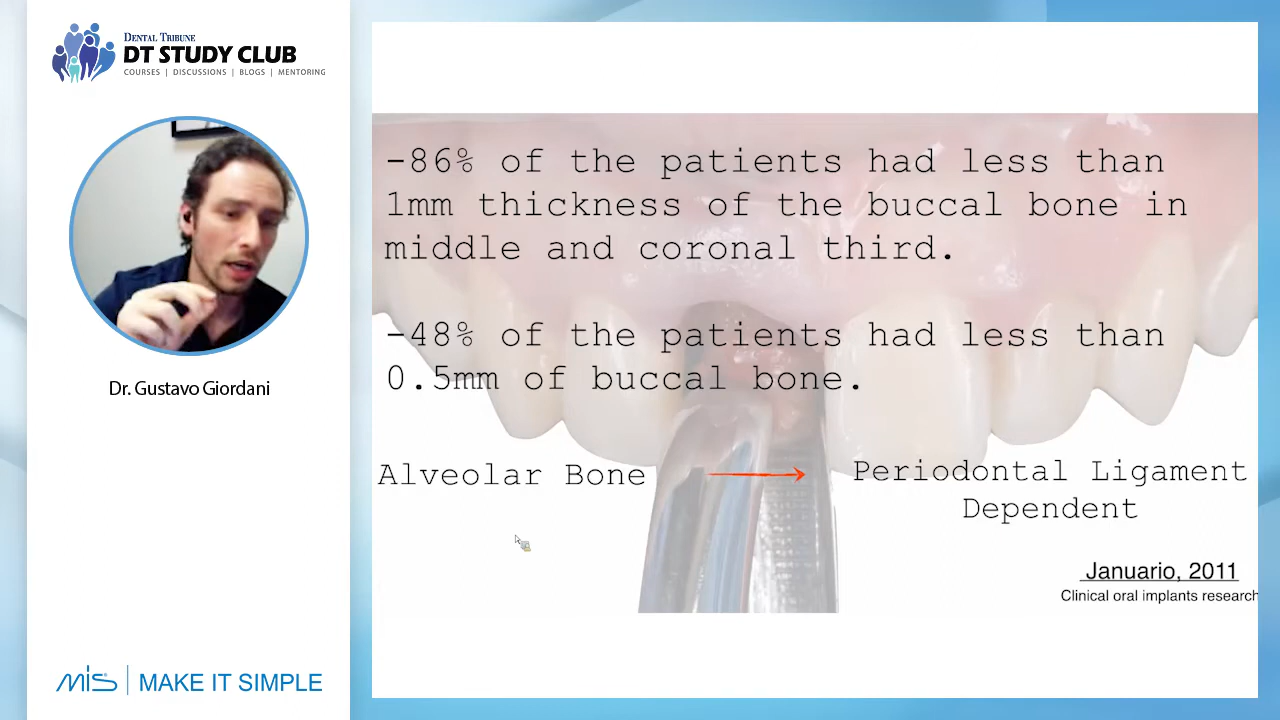 DENTAL TRIBUNE
DT STUDY CLUB
COURSES | DISCUSSIONS | BLOGS | MENTORING
Dr. Gustavo Giordani
mis | MAKE IT SIMPLE
-86% of the patients had less than
1mm thickness of the buccal bone in
middle and coronal third.
-48% of the patients had less than
0.5mm of buccal bone.
Alveolar Bone
Periodontal Ligament
Dependent
Januario, 2011
Clinical oral implants research